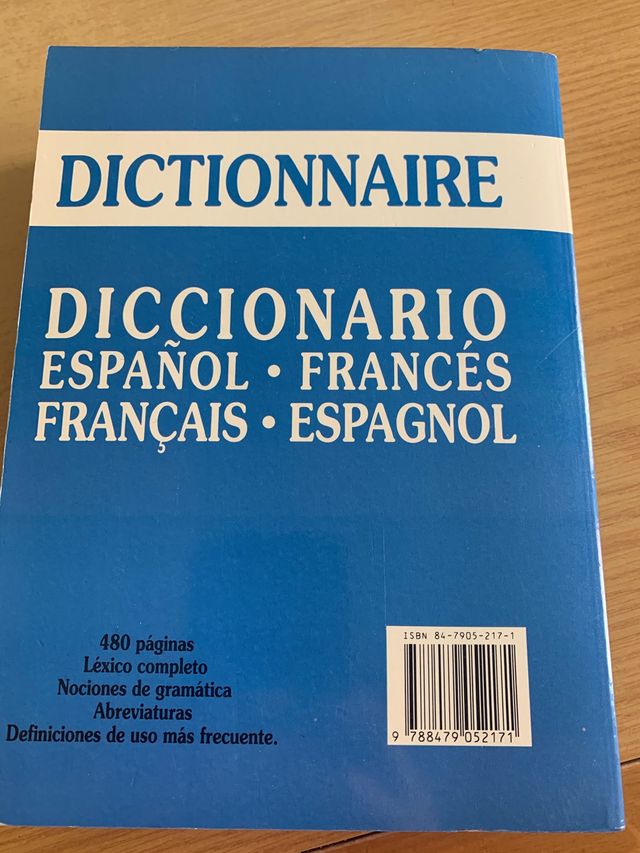 DICTIONNAIRE
DICCIONARIO
ESPAÑOL • FRANCÉS
FRANÇAIS • ESPAGNOL
480 páginas
Léxico completo
Nociones de gramática
Abreviaturas
Definiciones de uso más frecuente.
ISBN 84-7905-217-1
9 788479 052171